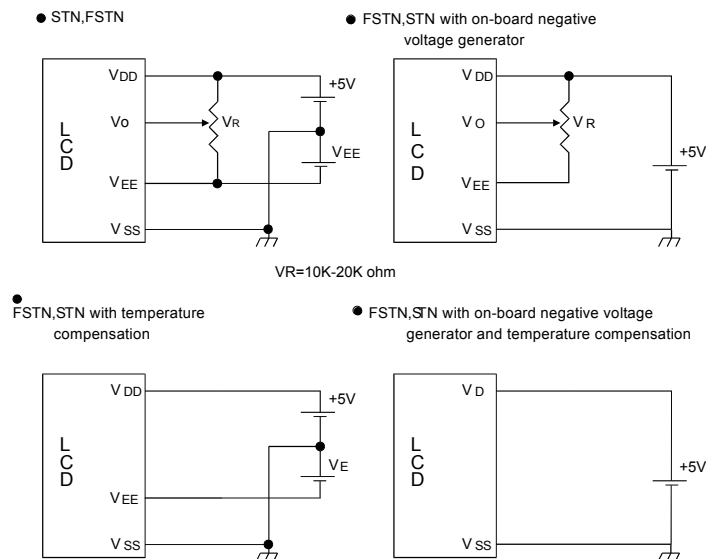 ● STN,FSTN
● FSTN,STN with on-board negative
voltage generator
L
C
D
VDD
Vo
VEE
VSS
VR
+5V
VEE
L
C
D
VDD
VO
VEE
VSS
VR
+5V
VR=10K-20K ohm
● FSTN,STN with temperature
compensation
● FSTN,STN with on-board negative voltage
generator and temperature compensation
L
C
D
VDD
VEE
VSS
+5V
VE
L
C
D
VD
VSS
+5V